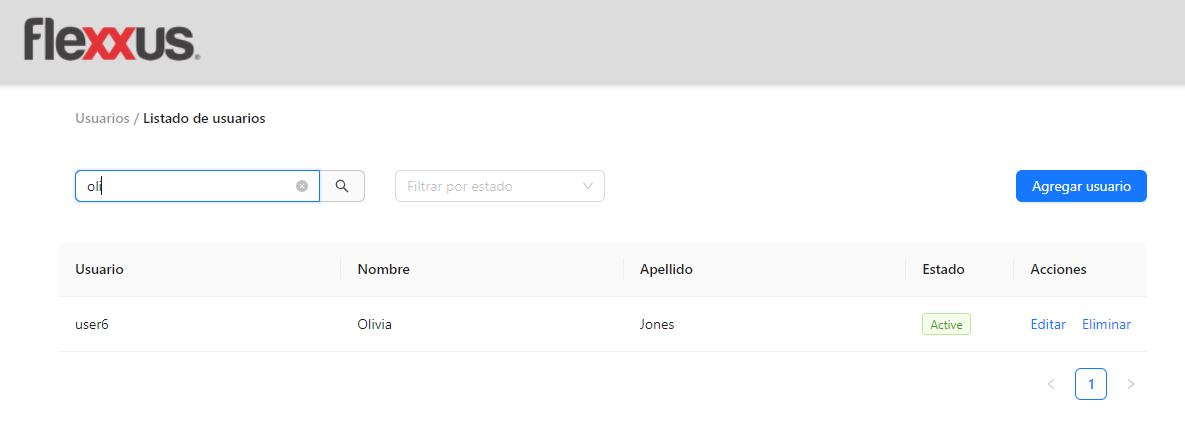 flexxus®
Usuarios / Listado de usuarios
oli
Filtrar por estado
Agregar usuario
Usuario Nombre Apellido Estado Acciones
user6 Olivia Jones Active Editar Eliminar
< 1 >